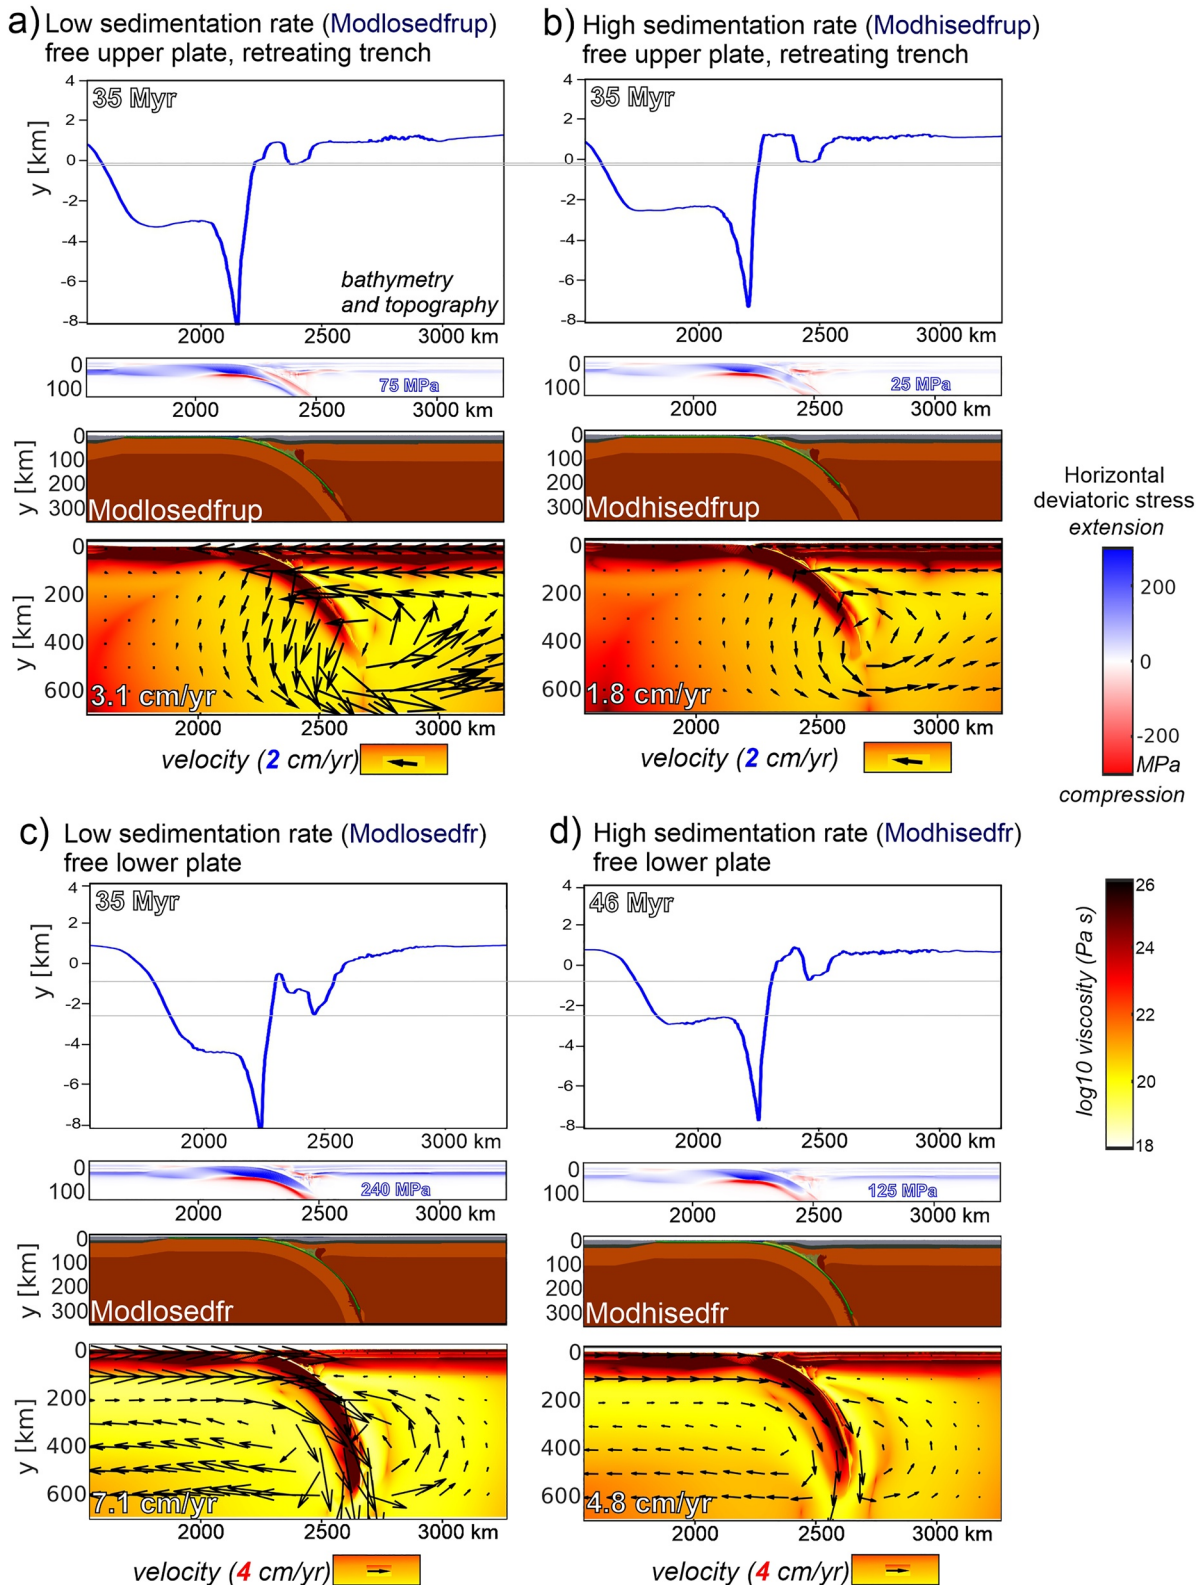 a) Low sedimentation rate (Modlosedfrup)
free upper plate, retreating trench
35 Myr
y [km]
4
2
0
-2
-4
-6
-8
bathymetry
and topography
2000 2500 3000 km
0
100
75 MPa
2000 2500 3000 km
y [km]
0
100
200
300
Modlosedfrup
y [km]
0
200
400
600
3.1 cm/yr
2000 2500 3000 km
velocity (2 cm/yr)
b) High sedimentation rate (Modhisedfrup)
free upper plate, retreating trench
35 Myr
4
2
0
-2
-4
-6
-8
2000 2500 3000 km
0
100
25 MPa
2000 2500 3000 km
0
100
200
300
Modhisedfrup
0
200
400
600
1.8 cm/yr
2000 2500 3000 km
velocity (2 cm/yr)
Horizontal
deviatoric stress
extension
200
0
-200
MPa
compression
c) Low sedimentation rate (Modlosedfr)
free lower plate
35 Myr
y [km]
4
2
0
-2
-4
-6
-8
2000 2500 3000 km
0
100
240 MPa
2000 2500 3000 km
y [km]
0
100
200
300
Modlosedfr
y [km]
0
200
400
600
7.1 cm/yr
2000 2500 3000 km
velocity (4 cm/yr)
d) High sedimentation rate (Modhisedfr)
free lower plate
46 Myr
4
2
0
-2
-4
-6
-8
2000 2500 3000 km
0
100
125 MPa
2000 2500 3000 km
0
100
200
300
Modhisedfr
0
200
400
600
4.8 cm/yr
2000 2500 3000 km
velocity (4 cm/yr)
log10 viscosity (Pa s)
26
24
22
20
18